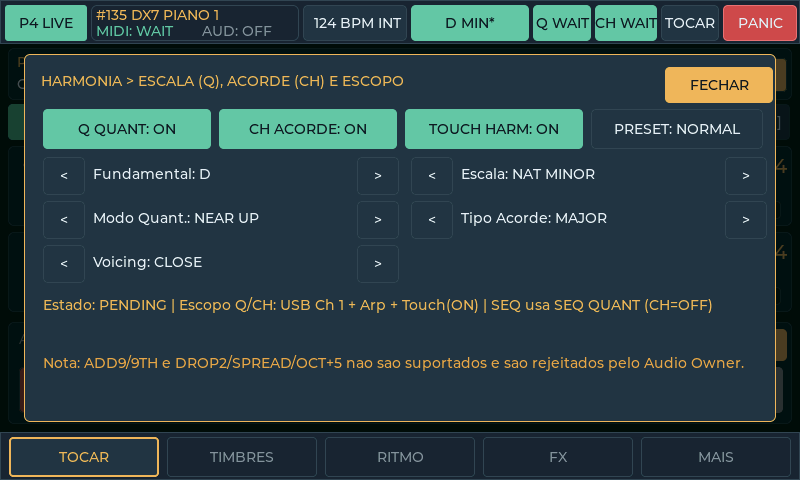 P4 LIVE
#135 DX7 PIANO 1
MIDI: WAIT AUD: OFF
124 BPM INT
D MIN*
Q WAIT
CH WAIT
TOCAR
PANIC
HARMONIA > ESCALA (Q), ACORDE (CH) E ESCOPO
FECHAR
Q QUANT: ON
CH ACORDE: ON
TOUCH HARM: ON
PRESET: NORMAL
< Fundamental: D >
< Escala: NAT MINOR >
< Modo Quant.: NEAR UP >
< Tipo Acorde: MAJOR >
< Voicing: CLOSE >
Estado: PENDING | Escopo Q/CH: USB Ch 1 + Arp + Touch(ON) | SEQ usa SEQ QUANT (CH=OFF)
Nota: ADD9/9TH e DROP2/SPREAD/OCT+5 nao sao suportados e sao rejeitados pelo Audio Owner.
TOCAR
TIMBRES
RITMO
FX
MAIS